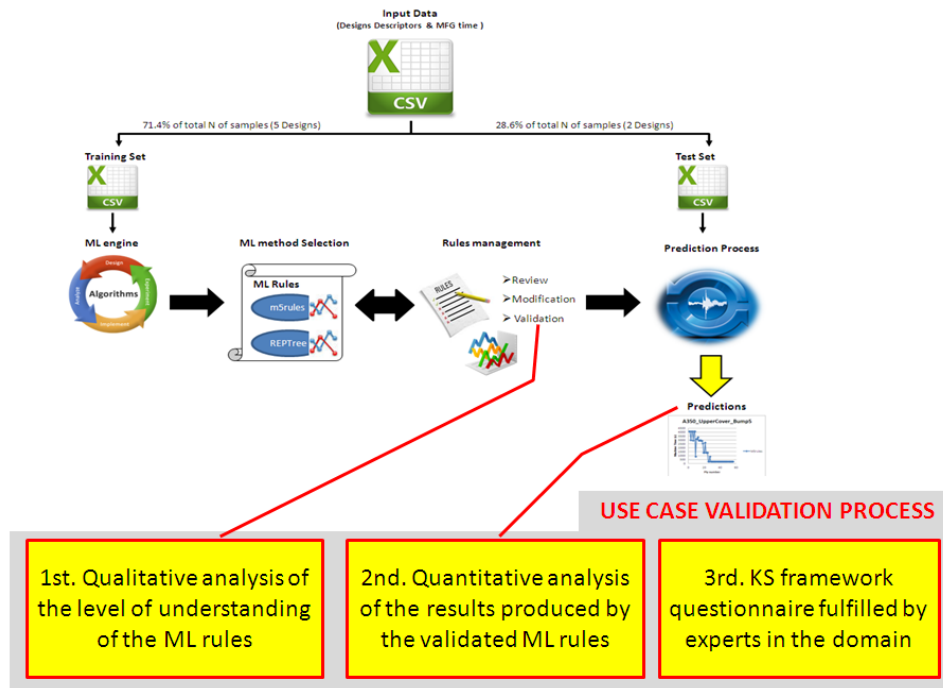 Input Data
(Designs Descriptors & MFG time )
X
CSV
71.4% of total N of samples (5 Designs)
28.6% of total N of samples (2 Designs)
Training Set
X
CSV
Test Set
X
CSV
ML engine
Design
Experiment
Implement
Analyze
Algorithms
ML method Selection
ML Rules
m5rules
REPTree
Rules management
RULES
Review
Modification
Validation
Prediction Process
Predictions
A350_UpperCover_Bump5
USE CASE VALIDATION PROCESS
1st. Qualitative analysis of
the level of understanding
of the ML rules
2nd. Quantitative analysis
of the results produced by
the validated ML rules
3rd. KS framework
questionnaire fulfilled by
experts in the domain